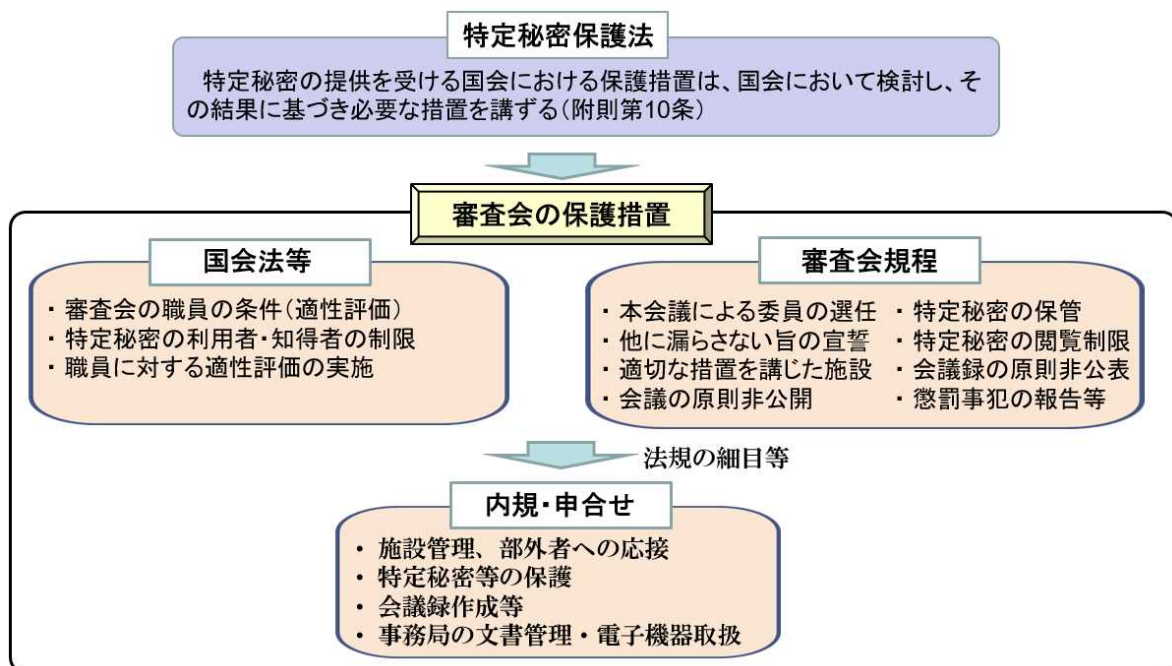 特定秘密保護法
特定秘密の提供を受ける国会における保護措置は、国会において検討し、そ
の結果に基づき必要な措置を講ずる(附則第10条)
審査会の保護措置
国会法等
・ 審査会の職員の条件(適性評価)
・ 特定秘密の利用者・知得者の制限
・ 職員に対する適性評価の実施
審査会規程
・ 本会議による委員の選任
・ 他に漏らさない旨の宣誓
・ 適切な措置を講じた施設
・ 会議の原則非公開
・ 特定秘密の保管
・ 特定秘密の閲覧制限
・ 会議録の原則非公表
・ 懲罰事犯の報告等
法規の細目等
内規・申合せ
・ 施設管理、部外者への応接
・ 特定秘密等の保護
・ 会議録作成等
・ 事務局の文書管理・電子機器取扱